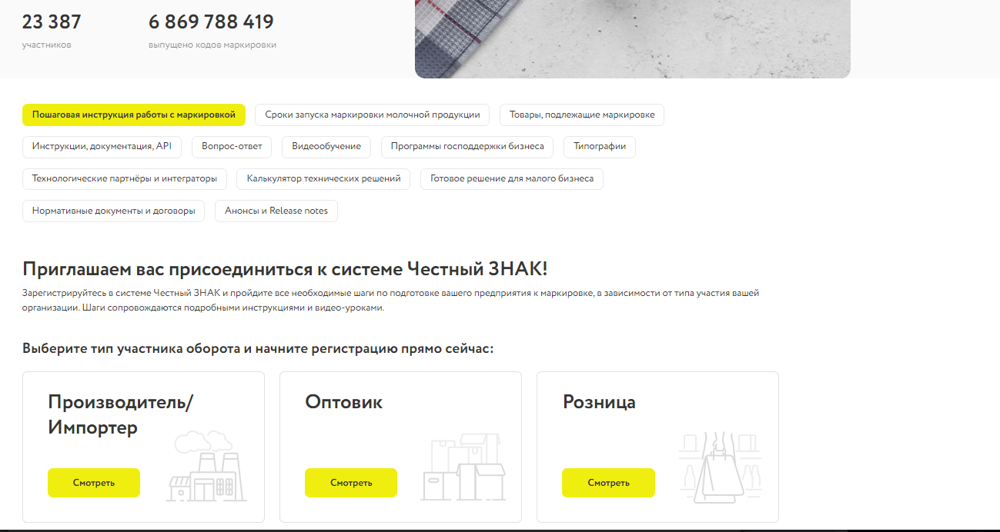 23 387
6 869 788 419
участников
выпущено кодов маркировки
Пошаговая инструкция работы с маркировкой
Сроки запуска маркировки молочной продукции
Товары, подлежащие маркировке
Инструкции, документация, API
Вопрос-ответ
Видеообучение
Программы господдержки бизнеса
Типографии
Технологические партнёры и интеграторы
Калькулятор технических решений
Готовое решение для малого бизнеса
Нормативные документы и договоры
Анонсы и Release notes
Приглашаем вас присоединиться к системе Честный ЗНАК!
Зарегистрируйтесь в системе Честный ЗНАК и пройдите все необходимые шаги по подготовке вашего предприятия к маркировке, в зависимости от типа участия вашей
организации. Шаги сопровождаются подробными инструкциями и видео-уроками.
Выберите тип участника оборота и начните регистрацию прямо сейчас:
Производитель/
Импортер
Смотреть
Оптовик
Смотреть
Розница
Смотреть